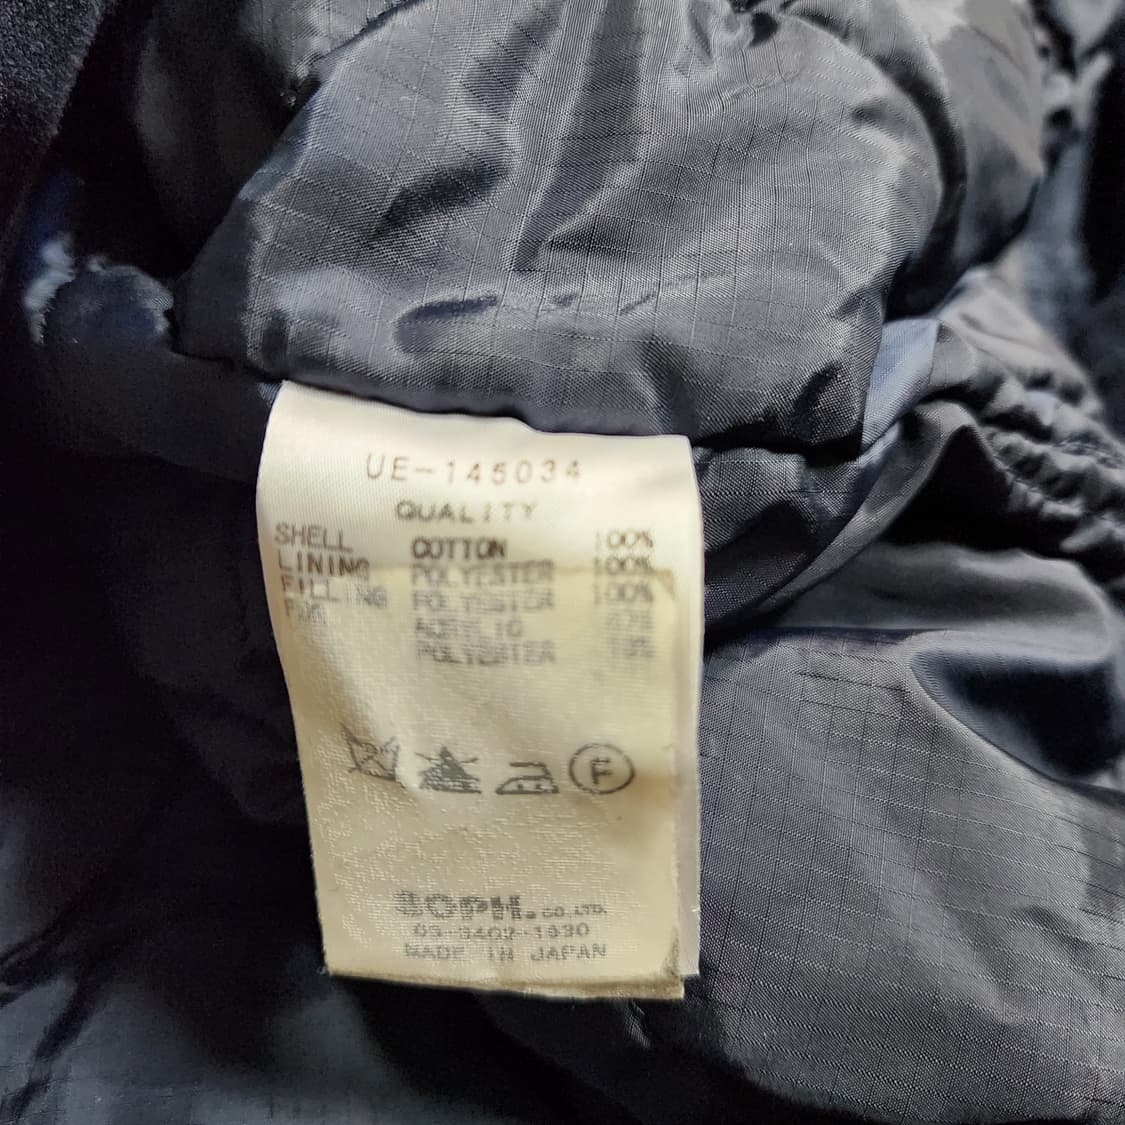 UE-145034
QUALITY
SHELL COTTON 100%
LINING POLYESTER 100%
FILLING POLYESTER 100%
ACRYLIC
POLYESTER
F
SOPH. CO.,LTD.
03-3402-1930
MADE IN JAPAN